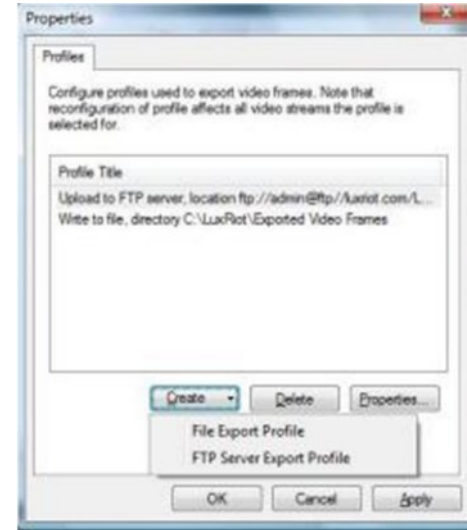 Properties
Profiles
Configure profiles used to export video frames. Note that
reconfiguration of profile affects all video streams the profile is
selected for.
Profile Title
Upload to FTP server, location ftp://admin@ftp//luxriot.com/L...
Write to file, directory C:\LuxRiot\Exported Video Frames
Create Delete Properties...
File Export Profile
FTP Server Export Profile
OK Cancel Apply